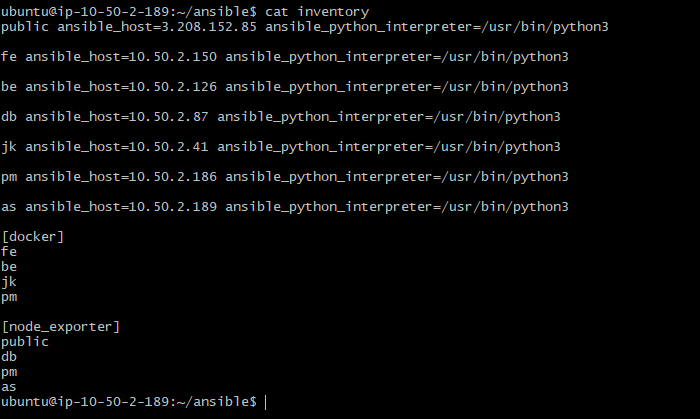 ubuntu@ip-10-50-2-189:~/ansible$ cat inventory
public ansible_host=3.208.152.85 ansible_python_interpreter=/usr/bin/python3
fe ansible_host=10.50.2.150 ansible_python_interpreter=/usr/bin/python3
be ansible_host=10.50.2.126 ansible_python_interpreter=/usr/bin/python3
db ansible_host=10.50.2.87 ansible_python_interpreter=/usr/bin/python3
jk ansible_host=10.50.2.41 ansible_python_interpreter=/usr/bin/python3
pm ansible_host=10.50.2.186 ansible_python_interpreter=/usr/bin/python3
as ansible_host=10.50.2.189 ansible_python_interpreter=/usr/bin/python3
[docker]
fe
be
jk
pm
[node_exporter]
public
db
pm
as
ubuntu@ip-10-50-2-189:~/ansible$